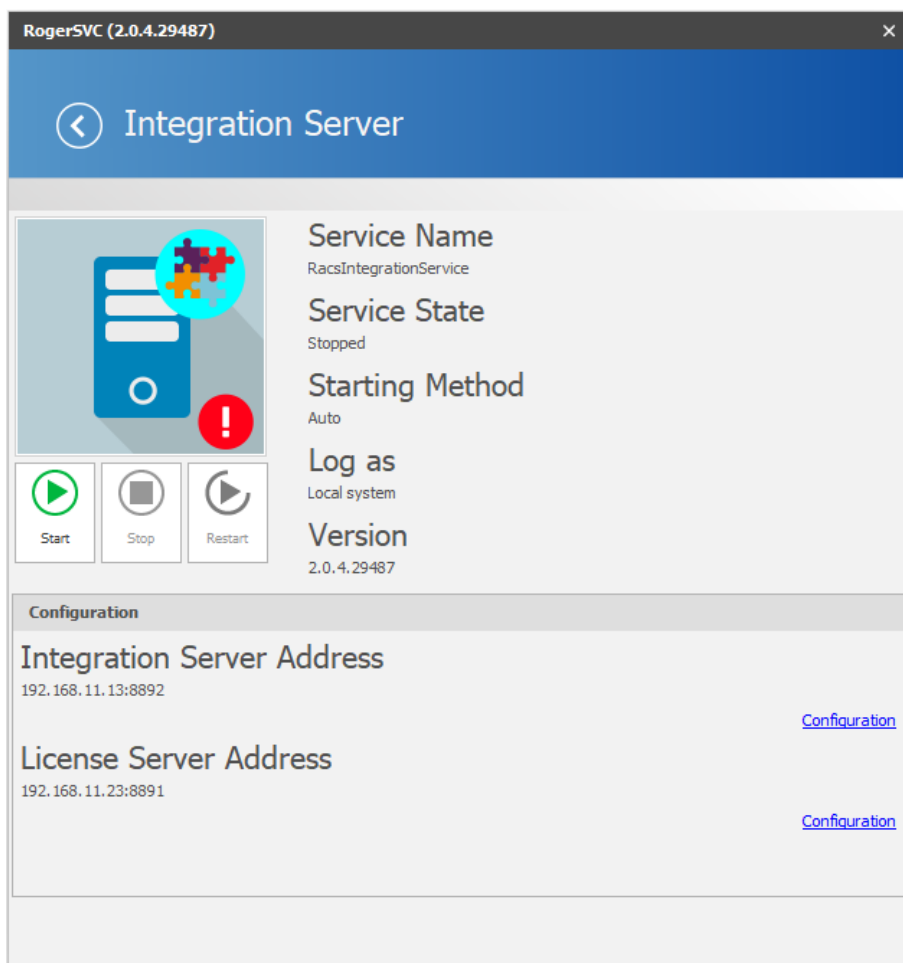 RogerSVC (2.0.4.29487)
Integration Server
Service Name
RacsIntegrationService
Service State
Stopped
Starting Method
Auto
Log as
Local system
Version
2.0.4.29487
Start
Stop
Restart
Configuration
Integration Server Address
192.168.11.13:8892
Configuration
License Server Address
192.168.11.23:8891
Configuration